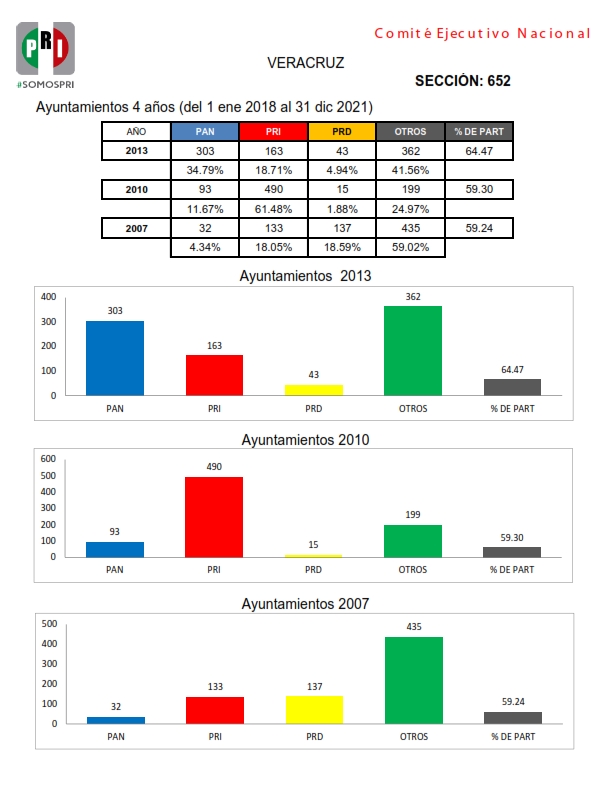 Comité Ejecutivo Nacional
PRI
#SOMOSPRI
VERACRUZ
SECCIÓN: 652
Ayuntamientos 4 años (del 1 ene 2018 al 31 dic 2021)
AÑO PAN PRI PRD OTROS % DE PART
2013 303 163 43 362 64.47
34.79% 18.71% 4.94% 41.56%
2010 93 490 15 199 59.30
11.67% 61.48% 1.88% 24.97%
2007 32 133 137 435 59.24
4.34% 18.05% 18.59% 59.02%
Ayuntamientos 2013
400
300
200
100
0
303 163 43 362 64.47
PAN PRI PRD OTROS % DE PART
Ayuntamientos 2010
600
500
400
300
200
100
0
93 490 15 199 59.30
PAN PRI PRD OTROS % DE PART
Ayuntamientos 2007
500
400
300
200
100
0
32 133 137 435 59.24
PAN PRI PRD OTROS % DE PART